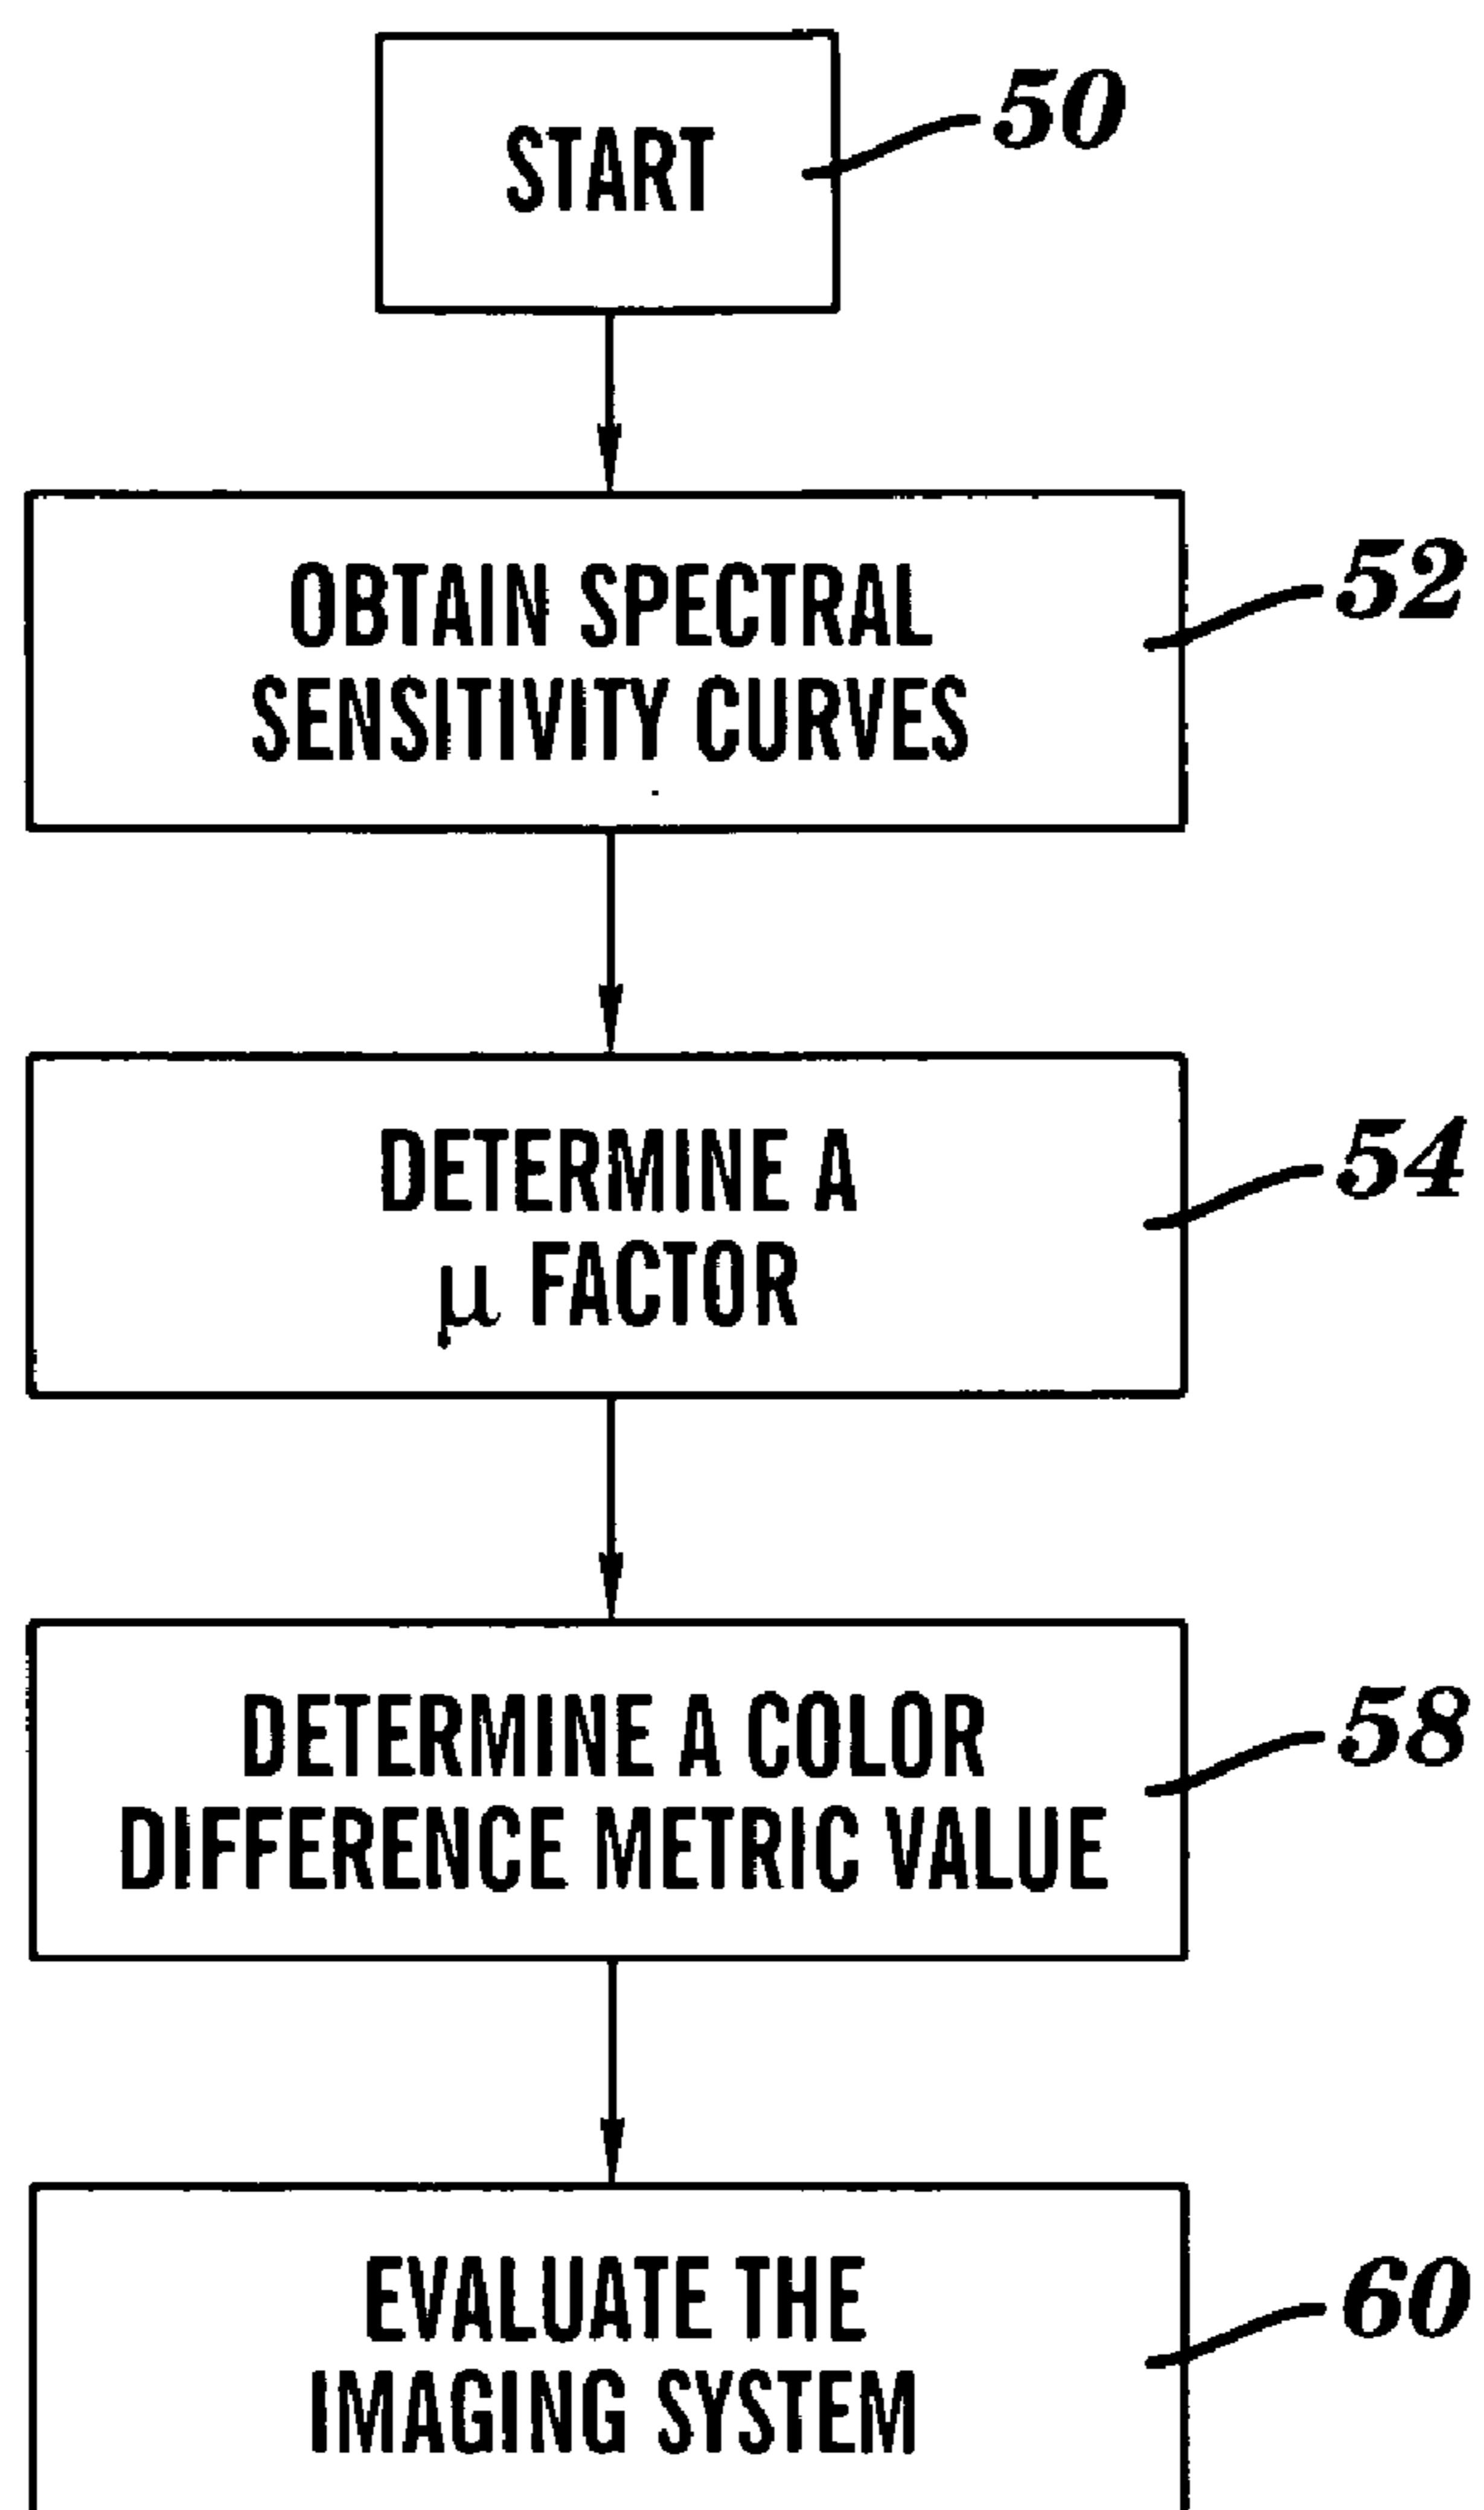 START
50
OBTAIN SPECTRAL
SENSITIVITY CURVES
52
DETERMINE A
μ FACTOR
54
DETERMINE A COLOR
DIFFERENCE METRIC VALUE
58
EVALUATE THE
IMAGING SYSTEM
60